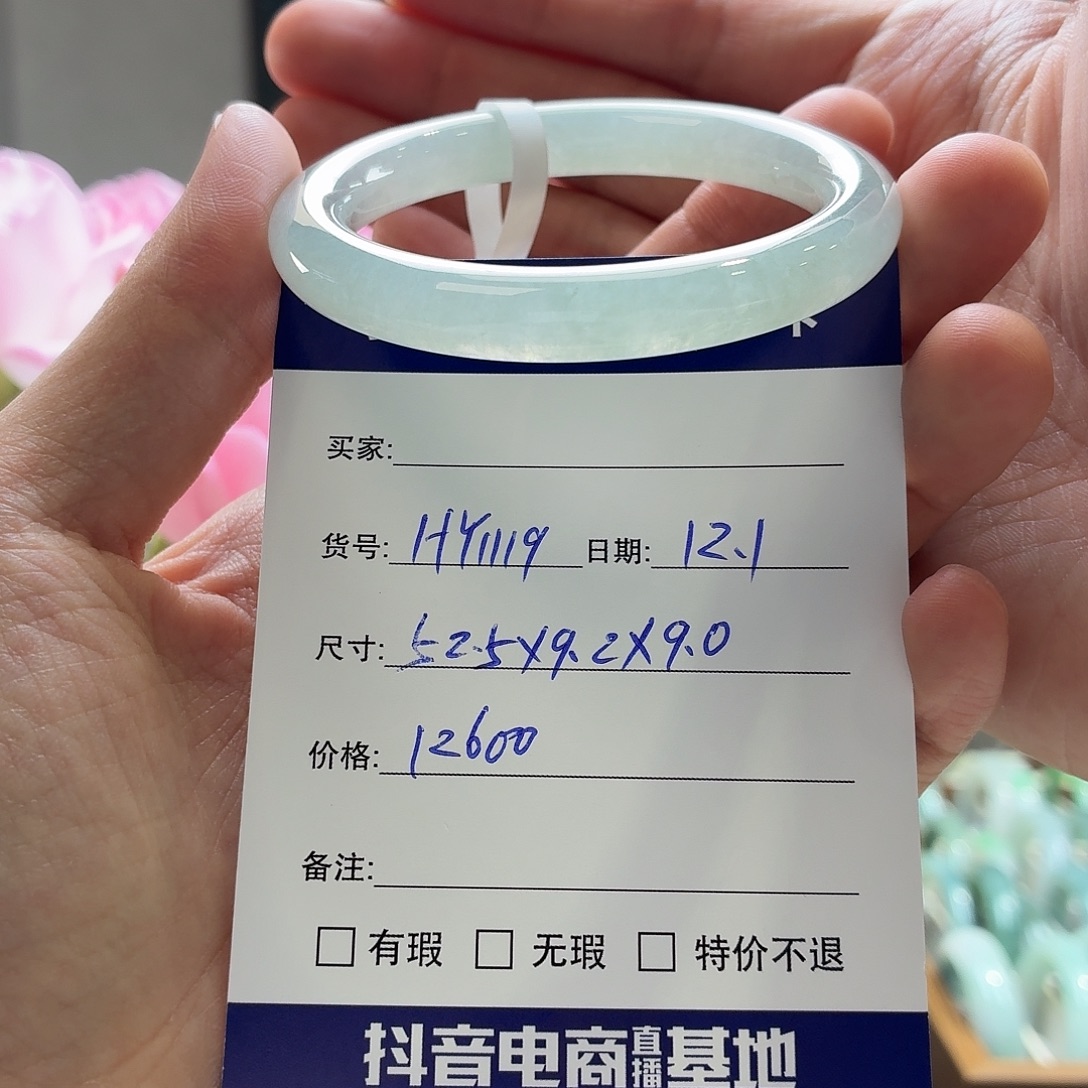 买家:
货号: HY1119 日期: 12.1
尺寸: 52.5X9.2X9.0
价格: 12600
备注:
□ 有瑕 □ 无瑕 □ 特价不退
抖音电商直播基地